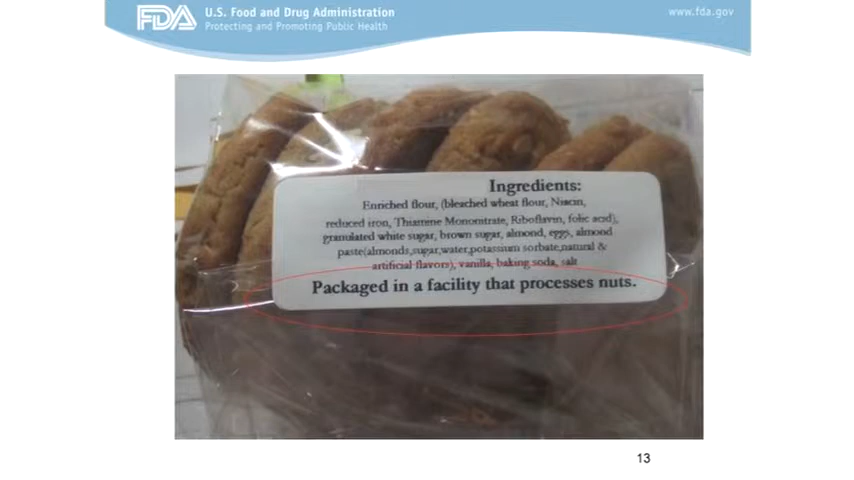 FDA
U.S. Food and Drug Administration
Protecting and Promoting Public Health
www.fda.gov
Ingredients:
Enriched flour, (bleached wheat flour, Niacin,
reduced iron, Thiamine Mononitrate, Riboflavin, folic acid),
granulated white sugar, brown sugar, almond, eggs, almond
paste(almonds,sugar,water,potassium sorbate,natural &
artificial flavors), vanilla, baking soda, salt
Packaged in a facility that processes nuts.
13